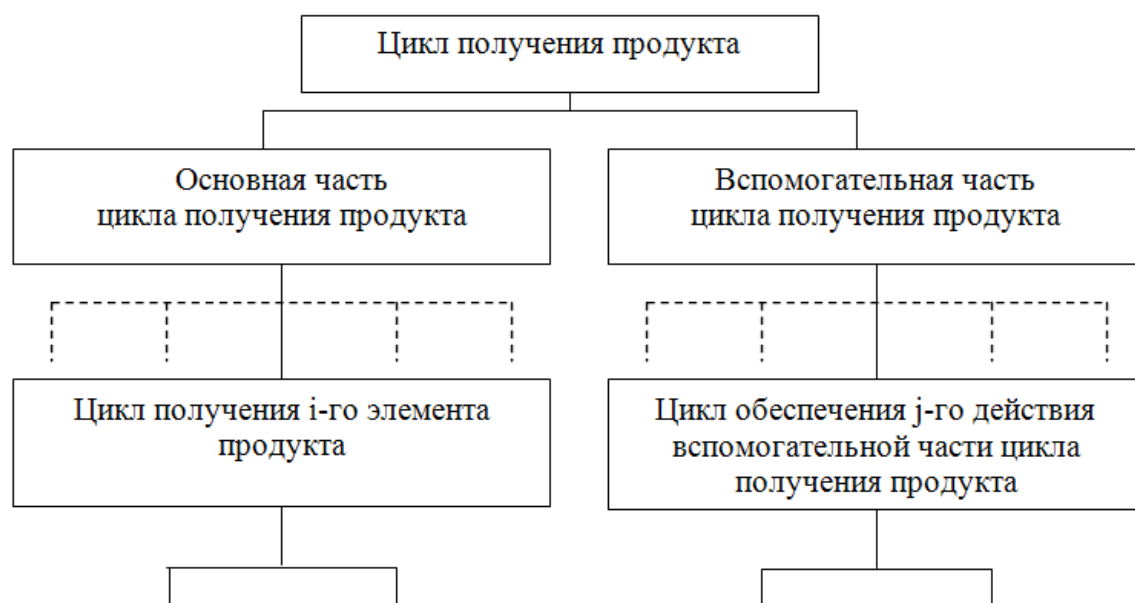 Цикл получения продукта
Основная часть
цикла получения продукта
Вспомогательная часть
цикла получения продукта
Цикл получения i-го элемента
продукта
Цикл обеспечения j-го действия
вспомогательной части цикла
получения продукта